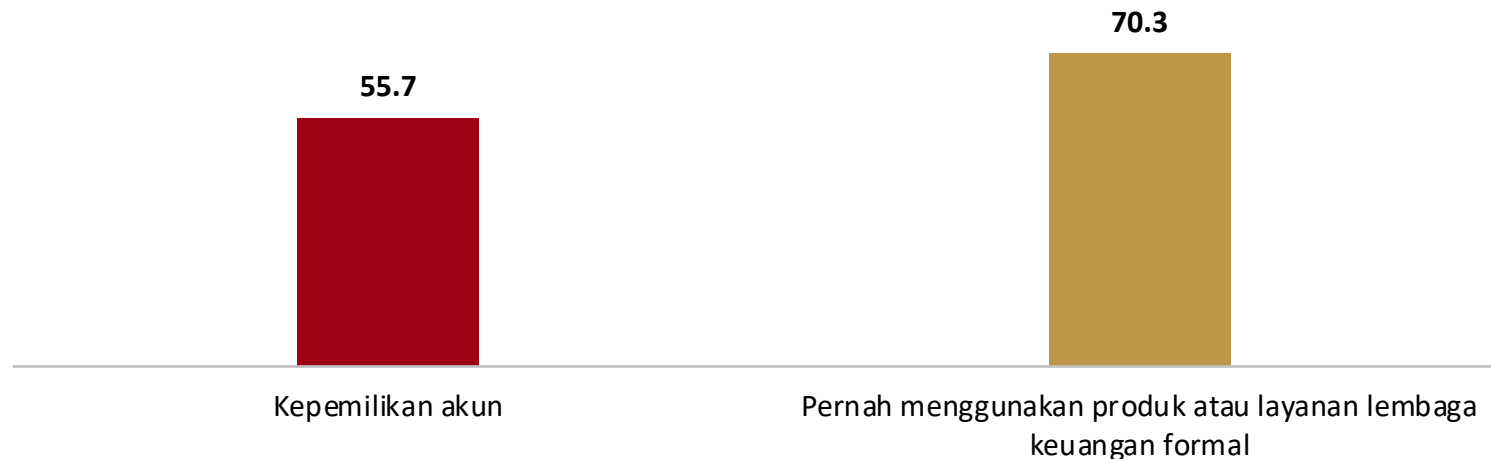 70.3
55.7
Kepemilikan akun
Pernah menggunakan produk atau layanan lembaga
keuangan formal